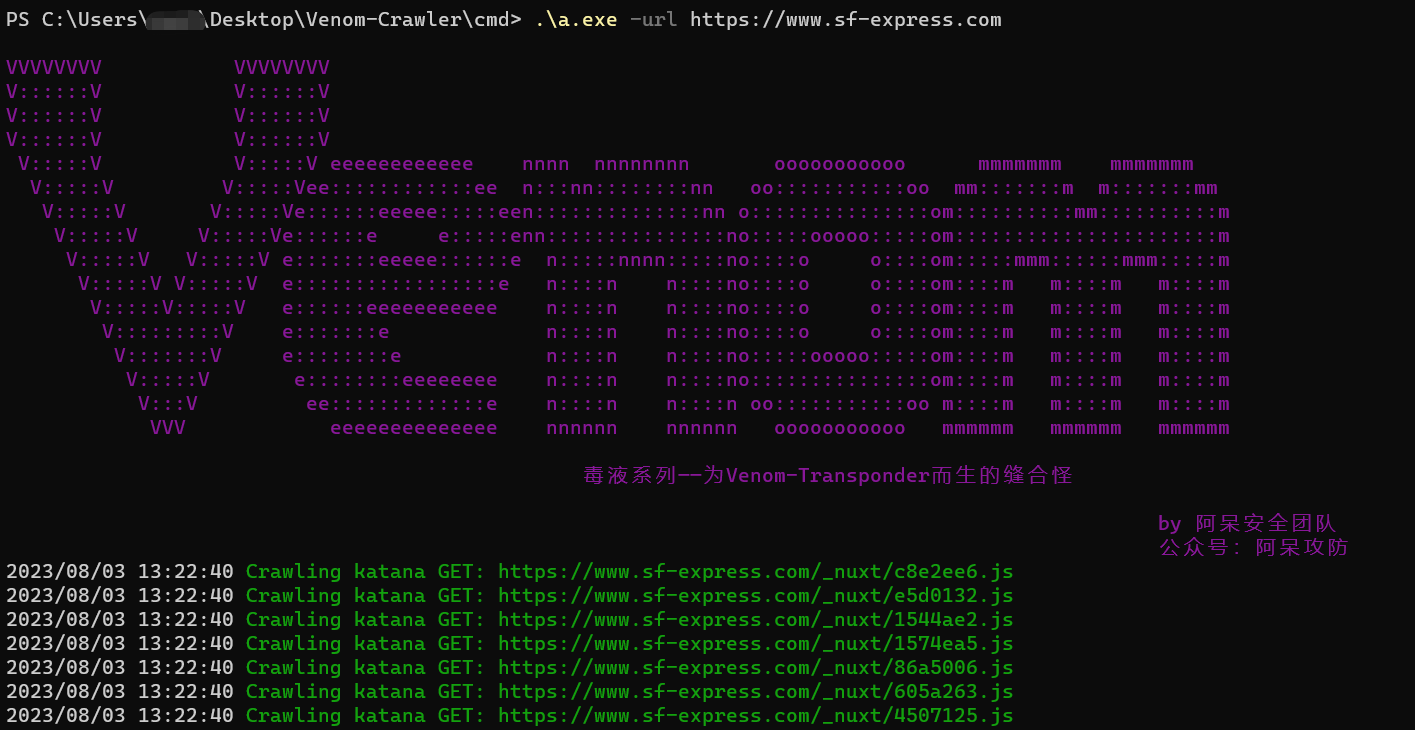 PS C:\Users\ \Desktop\Venom-Crawler\cmd> .\a.exe -url https://www.sf-express.com
VVVVVVVV           VVVVVVVV
V::::::V           V::::::V
V::::::V           V::::::V
V::::::V           V::::::V
 V:::::V           V:::::V eeeeeeeeeeee    nnnn  nnnnnnnn       ooooooooooo      mmmmmmm    mmmmmmm
  V:::::V         V:::::Vee::::::::::::ee  n:::nn::::::::nn   oo:::::::::::oo  mm:::::::m  m:::::::mm
   V:::::V       V:::::Ve::::::eeeee:::::een::::::::::::::nn o:::::::::::::::om::::::::::mm::::::::::m
    V:::::V     V:::::Ve::::::e     e:::::enn:::::::::::::::no:::::ooooo:::::om::::::::::::::::::::::m
     V:::::V   V:::::V e:::::::eeeee::::::e  n:::::nnnn:::::no::::o     o::::om:::::mmm::::::mmm:::::m
      V:::::V V:::::V  e:::::::::::::::::e   n::::n    n::::no::::o     o::::om::::m   m::::m   m::::m
       V:::::V:::::V   e::::::eeeeeeeeeee    n::::n    n::::no::::o     o::::om::::m   m::::m   m::::m
        V:::::::::V    e:::::::e             n::::n    n::::no::::o     o::::om::::m   m::::m   m::::m
         V:::::::V     e::::::::e            n::::n    n::::no:::::ooooo:::::om::::m   m::::m   m::::m
          V:::::V       e::::::::eeeeeeee    n::::n    n::::no:::::::::::::::om::::m   m::::m   m::::m
           V:::V         ee:::::::::::::e    n::::n    n::::n oo:::::::::::oo m::::m   m::::m   m::::m
            VVV            eeeeeeeeeeeeee    nnnnnn    nnnnnn   ooooooooooo   mmmmmm   mmmmmm   mmmmmm
毒液系列--为Venom-Transponder而生的缝合怪
by 阿呆安全团队
公众号: 阿呆攻防
2023/08/03 13:22:40 Crawling katana GET: https://www.sf-express.com/_nuxt/c8e2ee6.js
2023/08/03 13:22:40 Crawling katana GET: https://www.sf-express.com/_nuxt/e5d0132.js
2023/08/03 13:22:40 Crawling katana GET: https://www.sf-express.com/_nuxt/1544ae2.js
2023/08/03 13:22:40 Crawling katana GET: https://www.sf-express.com/_nuxt/1574ea5.js
2023/08/03 13:22:40 Crawling katana GET: https://www.sf-express.com/_nuxt/86a5006.js
2023/08/03 13:22:40 Crawling katana GET: https://www.sf-express.com/_nuxt/605a263.js
2023/08/03 13:22:40 Crawling katana GET: https://www.sf-express.com/_nuxt/4507125.js